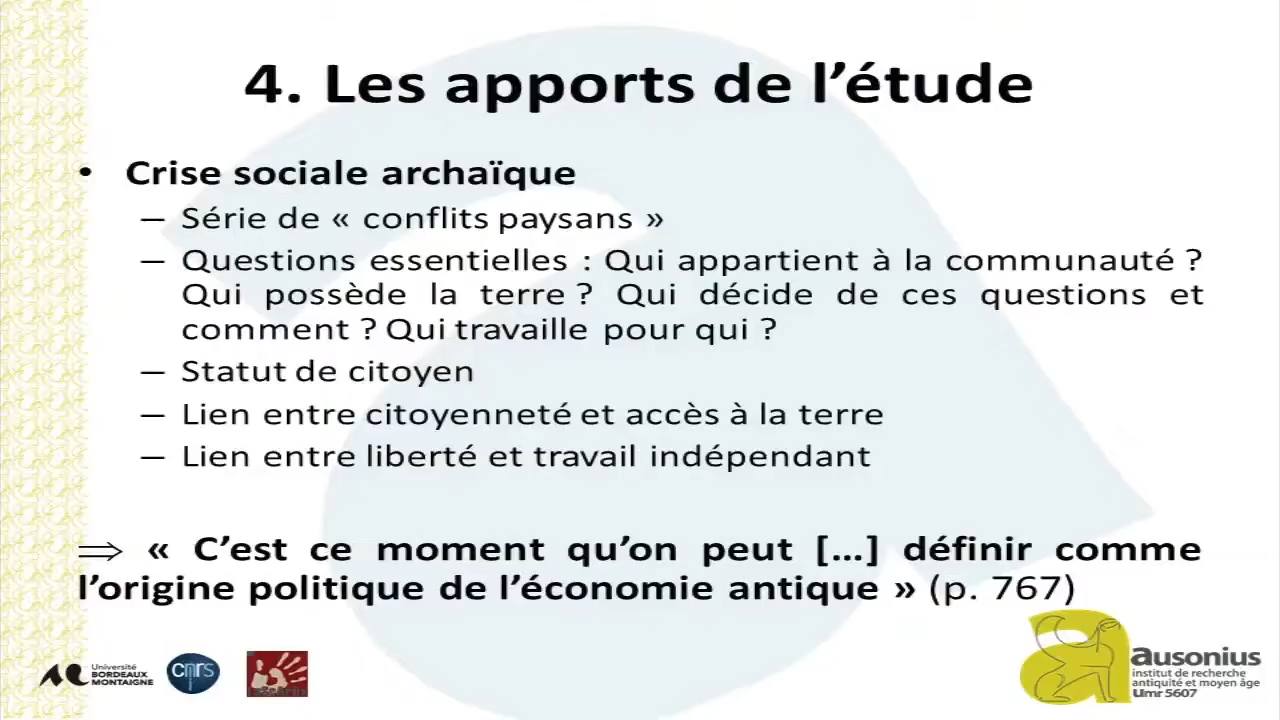 4. Les apports de l’étude
• Crise sociale archaïque
– Série de « conflits paysans »
– Questions essentielles : Qui appartient à la communauté ?
Qui possède la terre ? Qui décide de ces questions et
comment ? Qui travaille pour qui ?
– Statut de citoyen
– Lien entre citoyenneté et accès à la terre
– Lien entre liberté et travail indépendant
⇒ « C’est ce moment qu’on peut [...] définir comme
l’origine politique de l’économie antique » (p. 767)
Université
BORDEAUX
MONTAIGNE
cnrs
ausonius
institut de recherche
antiquité et moyen âge
Umr 5607